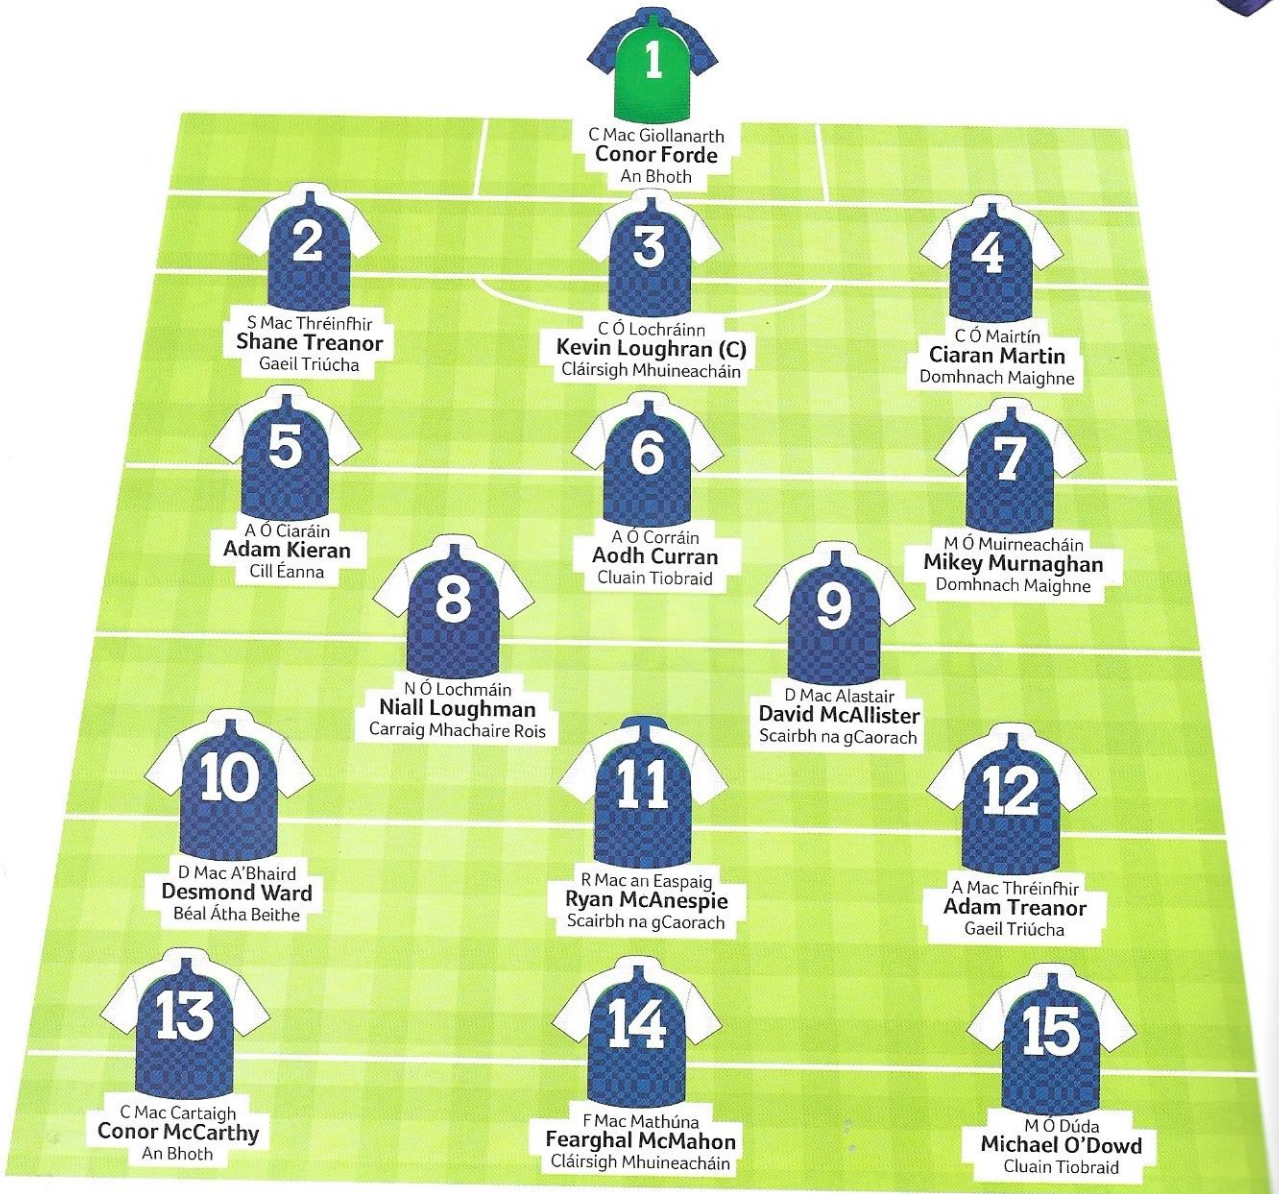 1
C Mac Giollanarth
Conor Forde
An Bhoth
2
S Mac Thréinfhir
Shane Treanor
Gaeil Triúcha
3
C Ó Lochráinn
Kevin Loughran (C)
Cláirsigh Mhuineacháin
4
C Ó Mairtín
Ciaran Martin
Domhnach Maighne
5
A Ó Ciaráin
Adam Kieran
Cill Éanna
6
A Ó Corráin
Aodh Curran
Cluain Tiobraid
7
M Ó Muirneacháin
Mikey Murnaghan
Domhnach Maighne
8
N Ó Lochmáin
Niall Loughman
Carraig Mhachaire Rois
9
D Mac Alastair
David McAllister
Scairbh na gCaorach
10
D Mac A'Bhaird
Desmond Ward
Béal Átha Beithe
11
R Mac an Easpaig
Ryan McAnespie
Scairbh na gCaorach
12
A Mac Thréinfhir
Adam Treanor
Gaeil Triúcha
13
C Mac Cartaigh
Conor McCarthy
An Bhoth
14
F Mac Mathúna
Fearghal McMahon
Cláirsigh Mhuineacháin
15
M Ó Dúda
Michael O'Dowd
Cluain Tiobraid